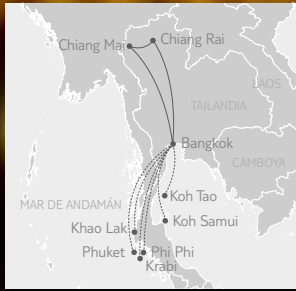 Chiang Mai
Chiang Rai
LAOS
TAILANDIA
Bangkok
CAMBOYA
Koh Tao
MAR DE ANDAMÁN
Koh Samui
Khao Lak
Phuket
Phi Phi
Krabi